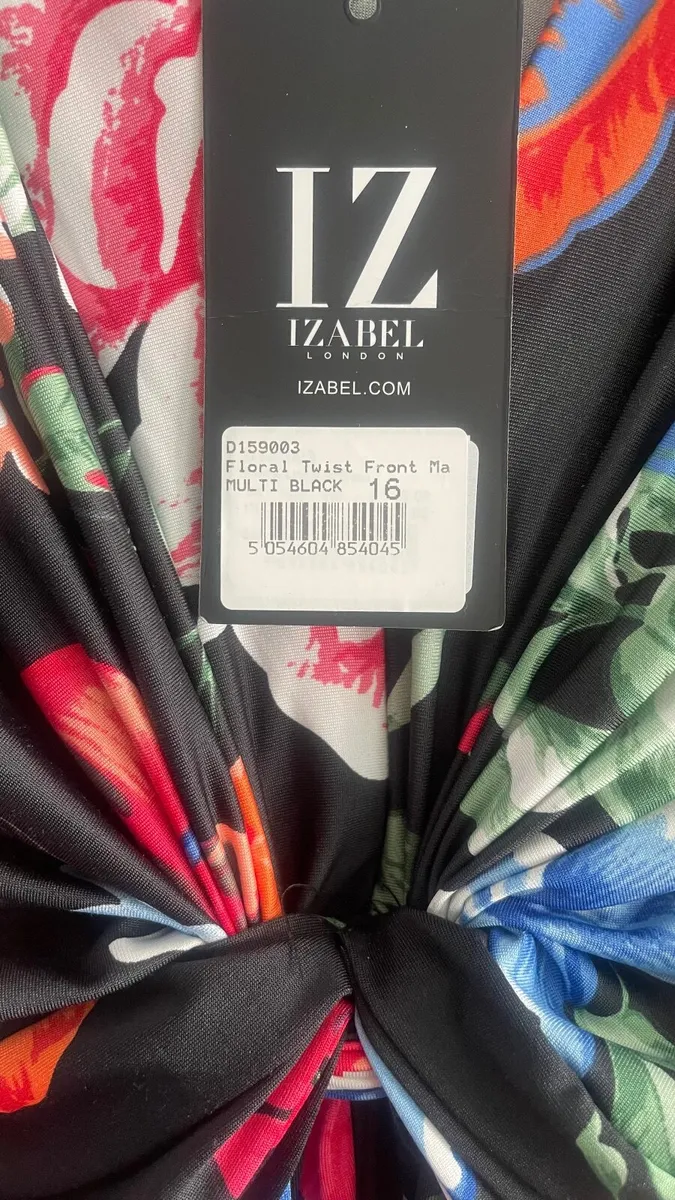 IZ
IZABEL
LONDON
IZABEL.COM
D159003
Floral Twist Front Ma
MULTI BLACK 16
5 054604 854045